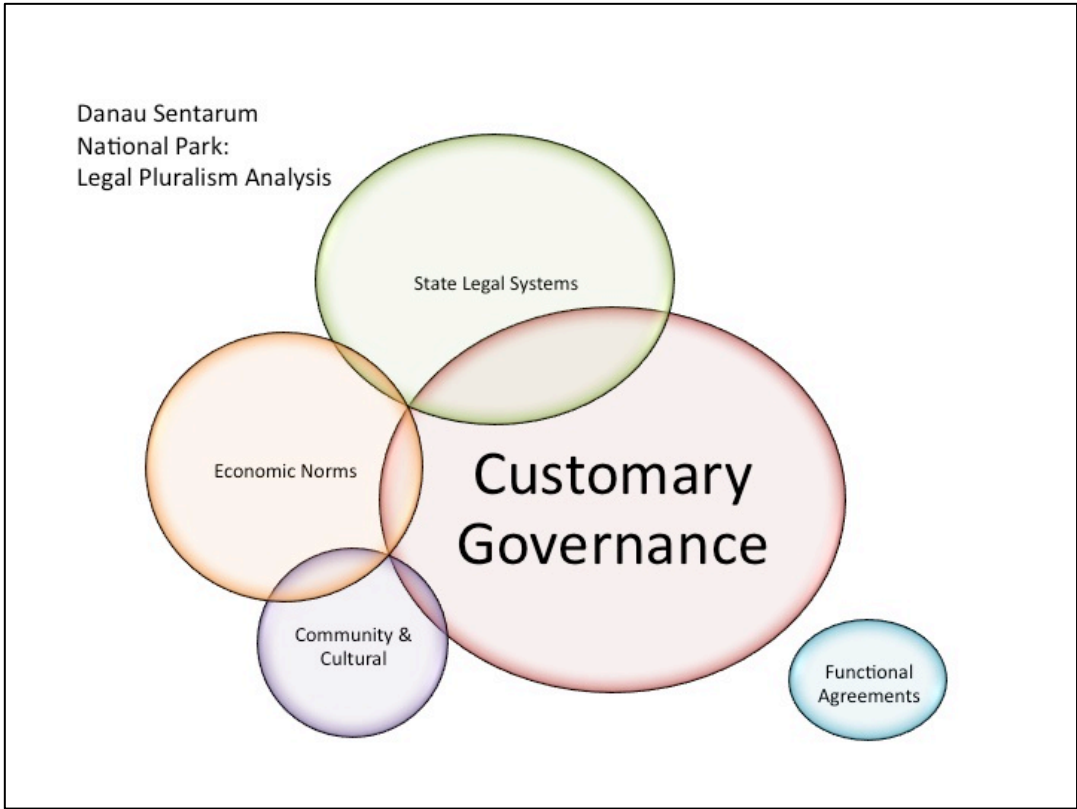 Danau Sentarum
National Park:
Legal Pluralism Analysis
State Legal Systems
Economic Norms
Customary
Governance
Community &
Cultural
Functional
Agreements